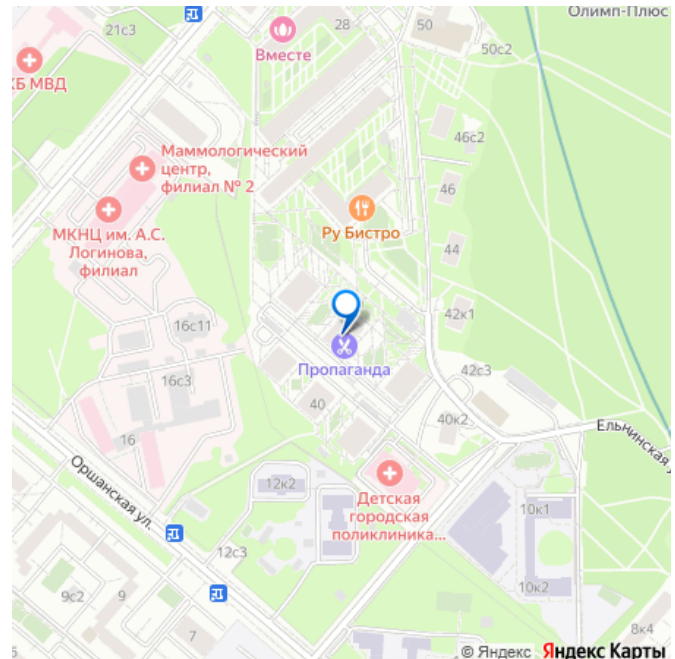 Олимп-Плюс
21с3
28
50
50с2
Вместе
КБ МВД
46с2
Маммологический
центр,
филиал № 2
46
МКНЦ им. А.С.
Логинова,
филиал
Ру Бистро
44
16с11
42к1
Пропаганда
42с3
16с3
40
40к2
Ельнинская у
16
Оршанская ул.
12к2
Детская
городская
поликлиника...
10к1
12с3
10к2
9с2
9
7
8к4
© Яндекс Яндекс Карты